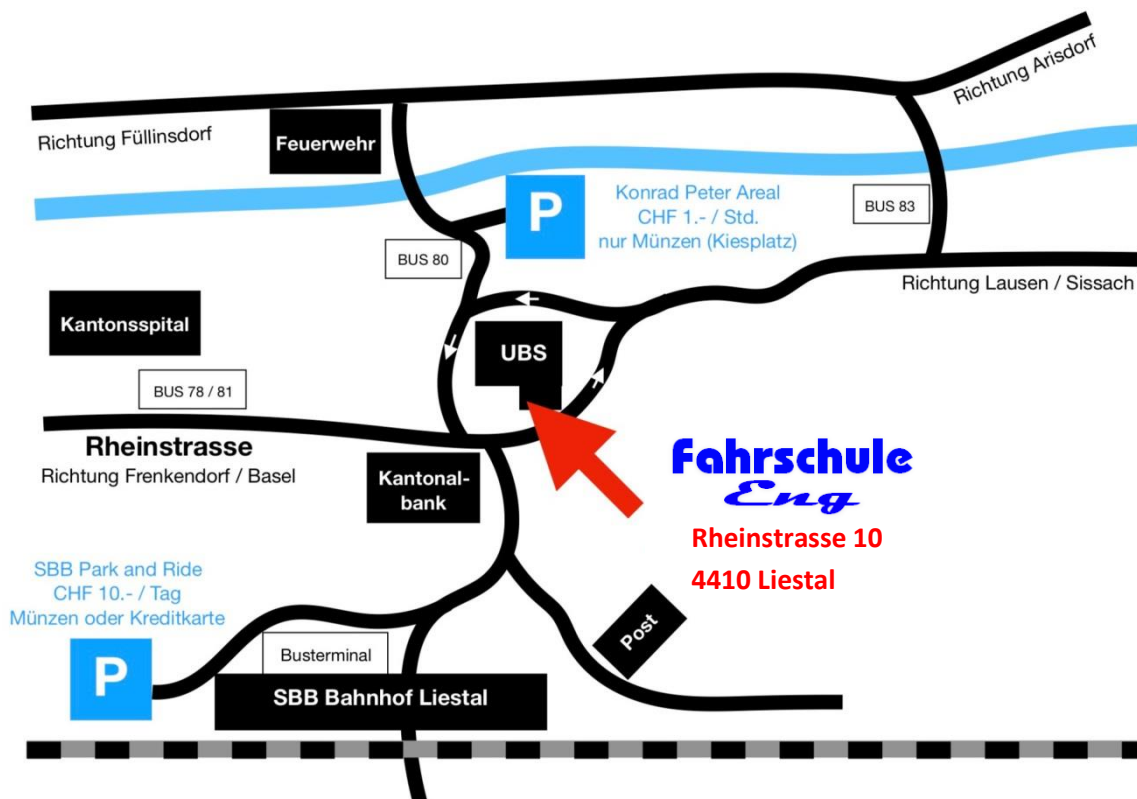 Richtung Arisdorf
Richtung Füllinsdorf
Feuerwehr
P
Konrad Peter Areal
CHF 1.- / Std.
nur Münzen (Kiesplatz)
BUS 83
BUS 80
Richtung Lausen / Sissach
Kantonsspital
UBS
BUS 78 / 81
Rheinstrasse
Richtung Frenkendorf / Basel
Kantonal-
bank
Fahrschule
Eng
Rheinstrasse 10
4410 Liestal
SBB Park and Ride
CHF 10.- / Tag
Münzen oder Kreditkarte
P
Post
Busterminal
SBB Bahnhof Liestal